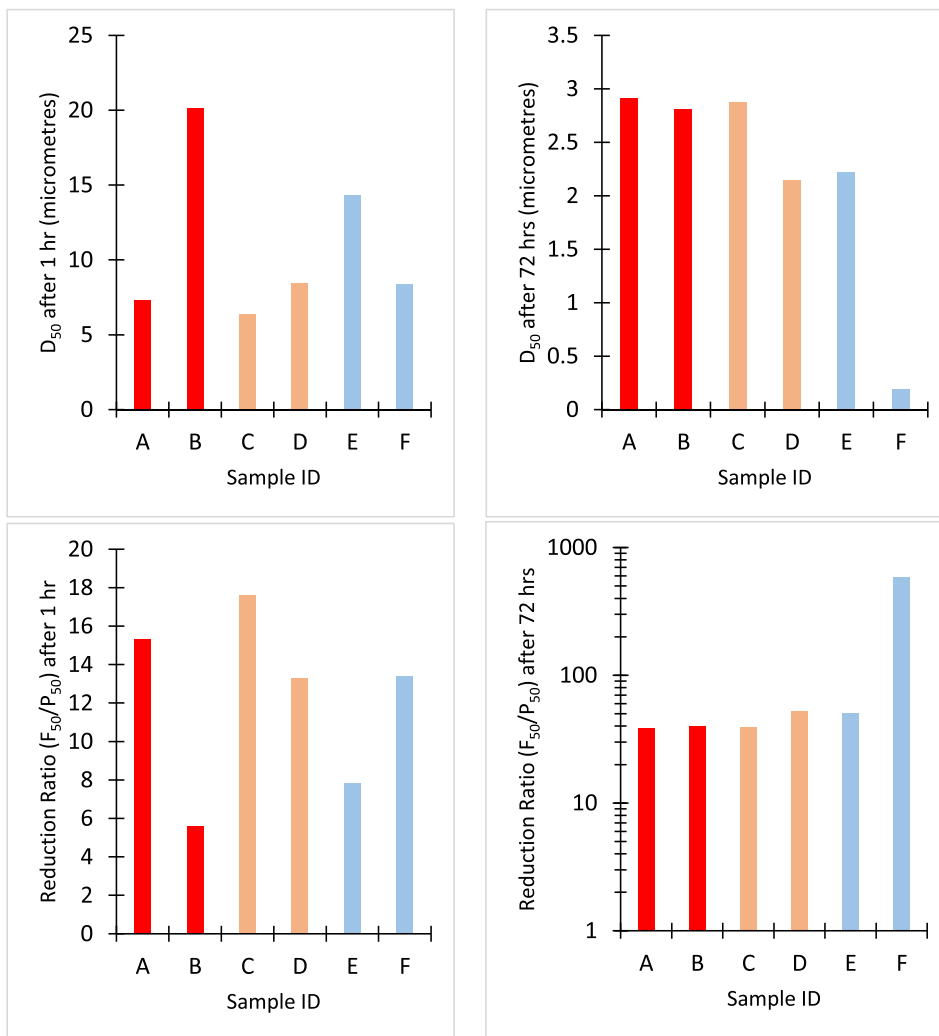 D50 after 1 hr (micrometres)
25
20
15
10
5
0
A B C D E F
Sample ID
D50 after 72 hrs (micrometres)
3.5
3
2.5
2
1.5
1
0.5
0
A B C D E F
Sample ID
Reduction Ratio (F50/P50) after 1 hr
20
18
16
14
12
10
8
6
4
2
0
A B C D E F
Sample ID
Reduction Ratio (F50/P50) after 72 hrs
1000
100
10
1
A B C D E F
Sample ID